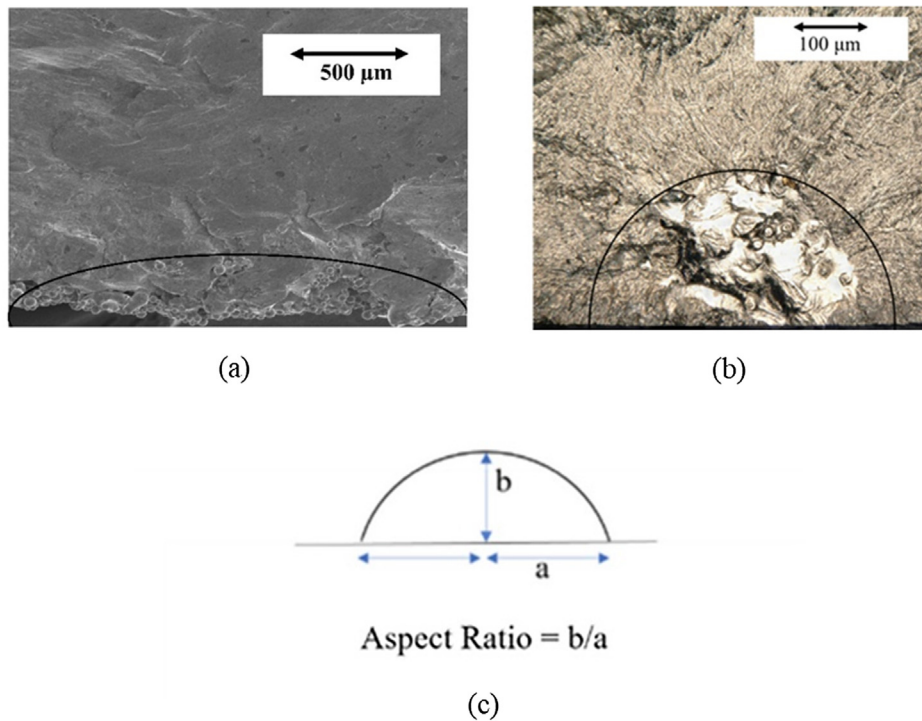 500 µm
100 µm
(a)
(b)
b
a
Aspect Ratio = b/a
(c)